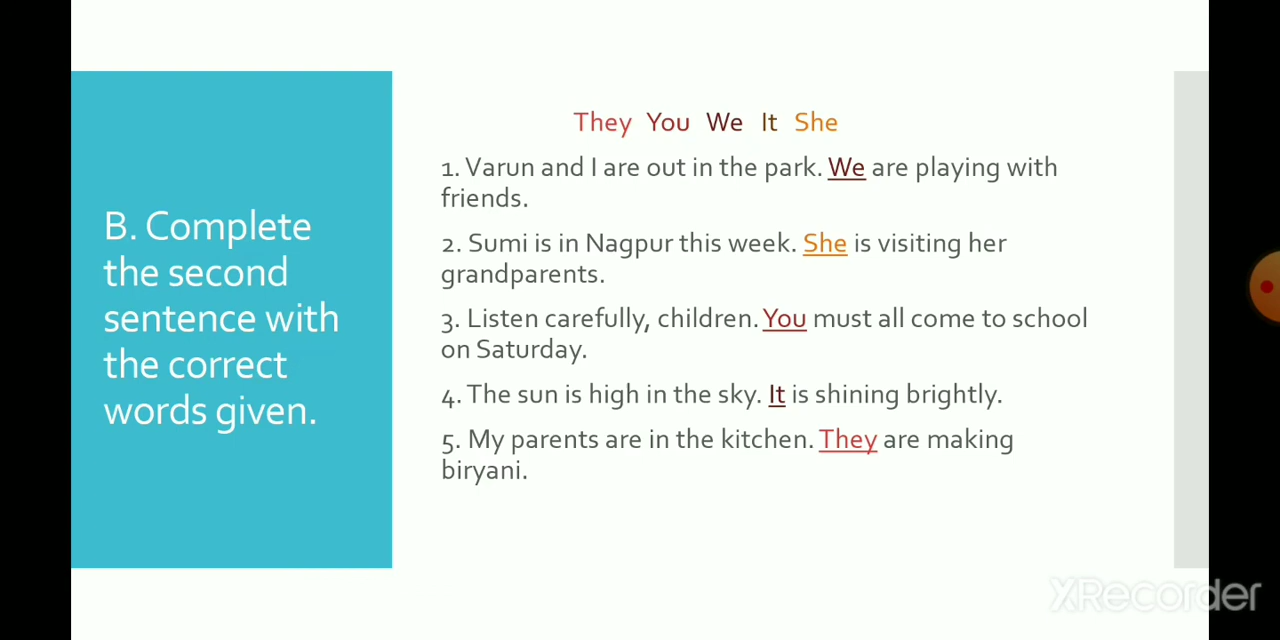 B. Complete
the second
sentence with
the correct
words given.
They You We It She
1. Varun and I are out in the park. We are playing with
friends.
2. Sumi is in Nagpur this week. She is visiting her
grandparents.
3. Listen carefully, children. You must all come to school
on Saturday.
4. The sun is high in the sky. It is shining brightly.
5. My parents are in the kitchen. They are making
biryani.
XRecorder